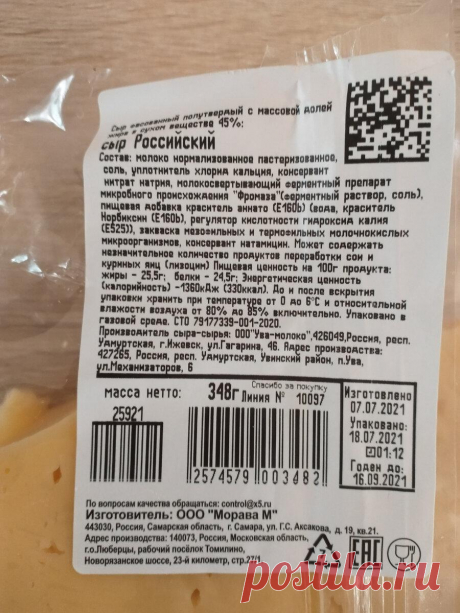 Сыр фасованный полутвердый с массовой долей
жира в сухом веществе 45%:
сыр Российский
Состав: молоко нормализованное пастеризованное,
соль, уплотнитель хлорид кальция, консервант
нитрат натрия, молокосвертывающий ферментный препарат
микробного происхождения "Фромаза"(ферментный раствор, соль),
пищевая добавка краситель аннато (Е160b) (вода, краситель
Норбиксин (Е160b), регулятор кислотности гидроксид калия
(Е525)), закваска мезофильных и термофильных молочнокислых
микроорганизмов, консервант натамицин. Может содержать
незначительное количество продуктов переработки сои и
куриных яиц (лизоцим) Пищевая ценность на 100г продукта:
жиры - 25,5г; белки - 24,5г; Энергетическая ценность
(калорийность) -1360кДж (330ккал). До и после вскрытия
упаковки хранить при температуре от 0 до 6°С и относительной
влажности воздуха от 80% до 85% включительно. Упаковано в
газовой среде. СТО 79177339-001-2020.
Производитель сыра-сырья: ООО"Ува-молоко",426049,Россия, респ.
Удмуртская, г.Ижевск, ул.Гагарина, 46. Адрес производства:
427265, Россия, респ. Удмуртская, Увинский район, п.Ува,
ул.Механизаторов, 6
масса нетто: 348г
Спасибо за покупку
Линия № 10097
25921
2574579 003482
Изготовлено
07.07.2021
Упаковано:
18.07.2021
01:12
Годен до:
16.09.2021
По вопросам качества обращаться: control@x5.ru
Изготовитель: ООО "Морава М"
443030, Россия, Самарская область, г. Самара, ул. Г.С. Аксакова, д. 19, кв.21.
Адрес производства: 140073, Россия, Московская область,
г.о.Люберцы, рабочий посёлок Томилино,
Новорязанское шоссе, 23-й километр, стр.27/1
EAC
posta-la.ru